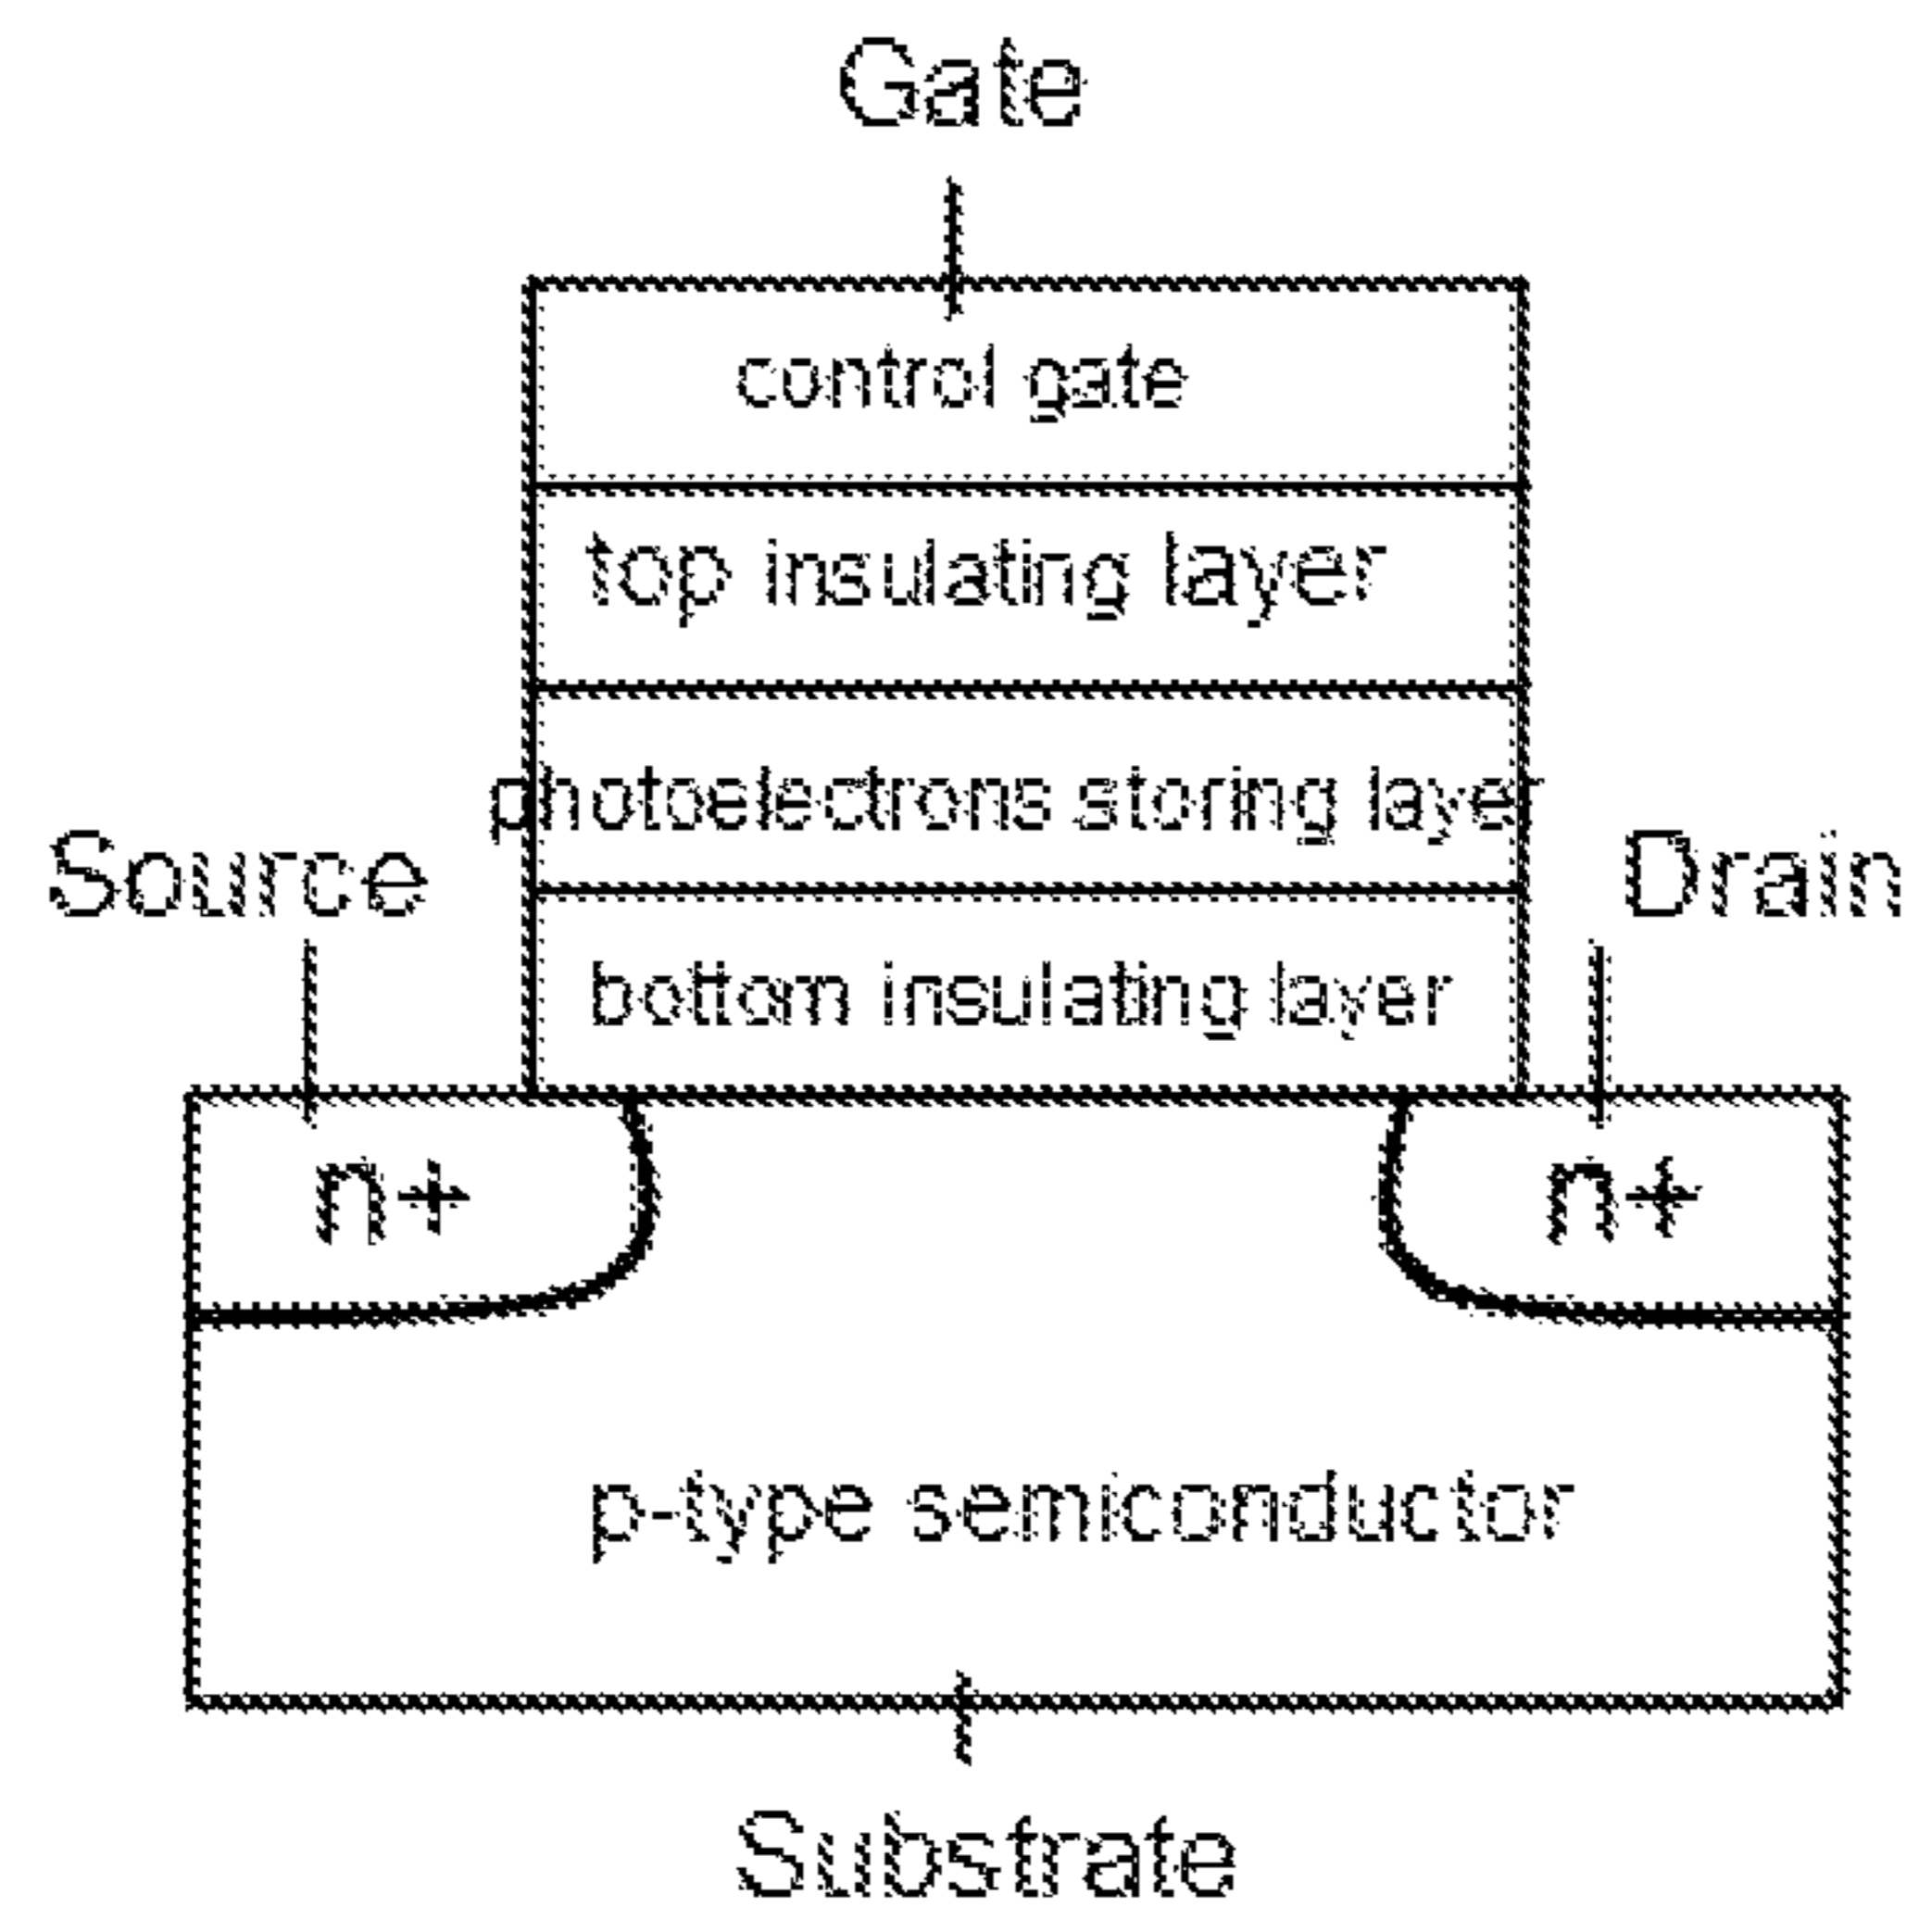 Gate
control gate
top insulating layer
photoelectrons storing layer
Source
Drain
bottom insulating layer
n+
n+
p-type semiconductor
Substrate